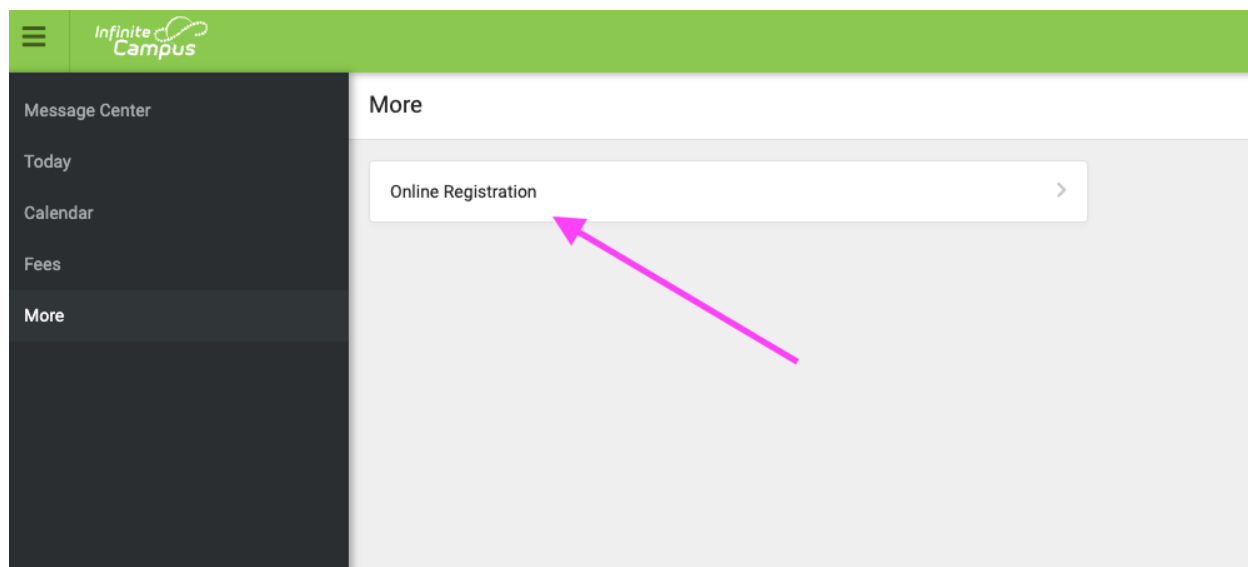 Infinite
Campus
Message Center
Today
Calendar
Fees
More
More
Online Registration